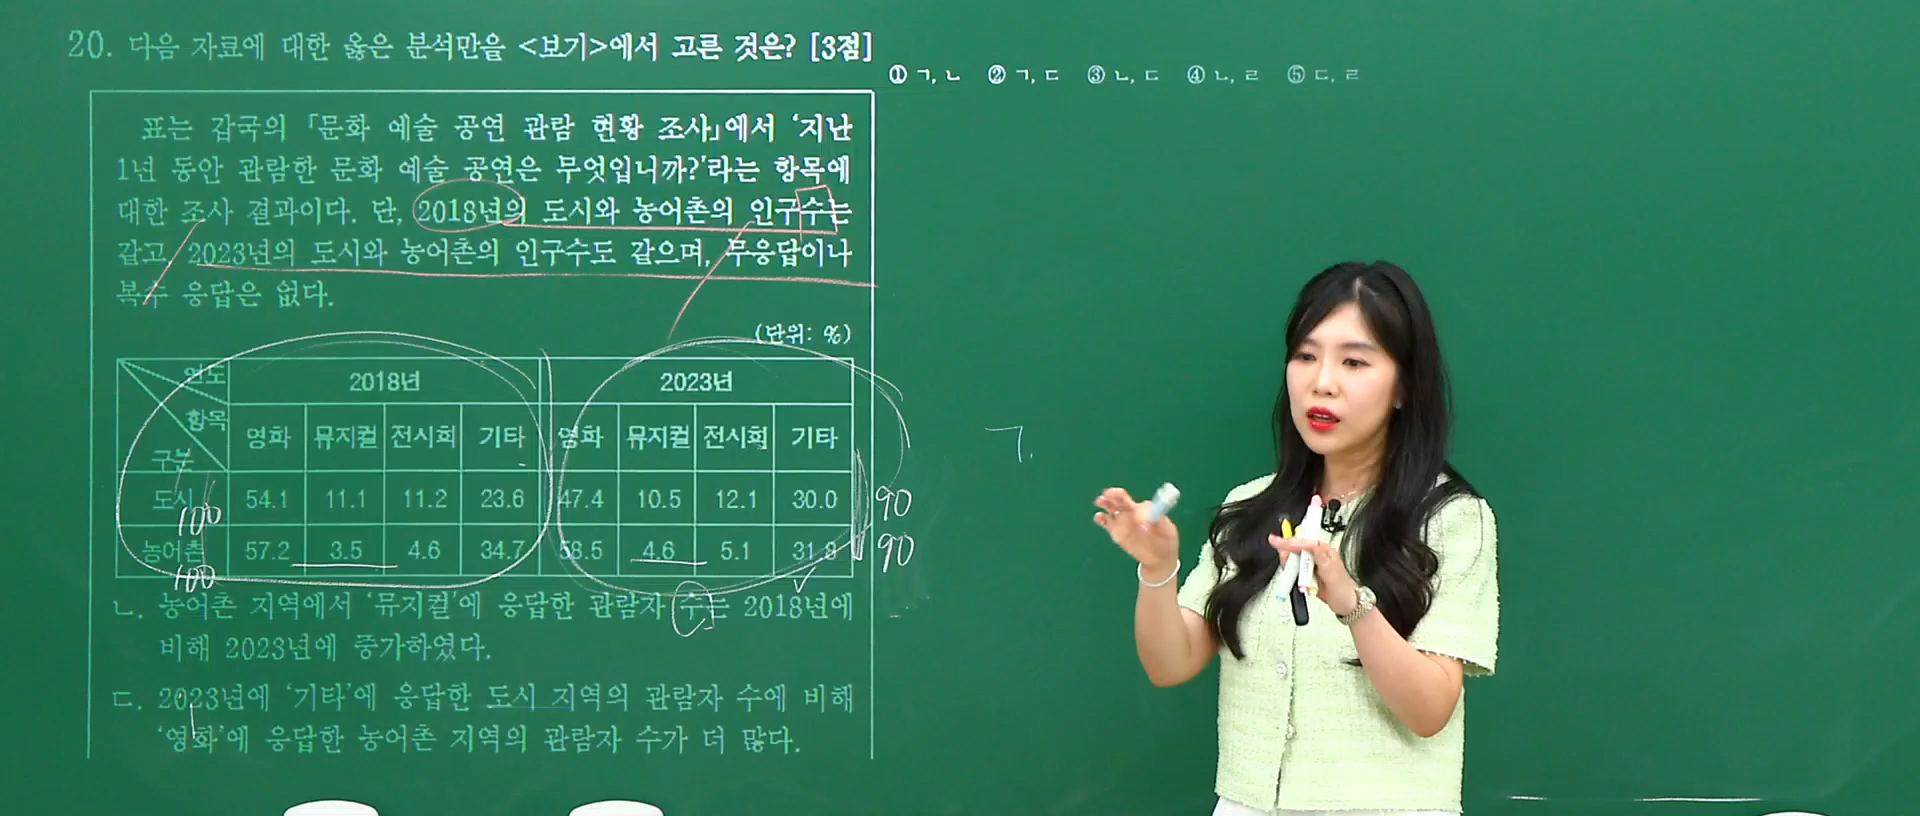 20. 다음 자료에 대한 옳은 분석만을 <보기>에서 고른 것은? [3점]
① ㄱ, ㄴ ② ㄱ, ㄷ ③ ㄴ, ㄷ ④ ㄴ, ㄹ ⑤ ㄷ, ㄹ
표는 갑국의 「문화 예술 공연 관람 현황 조사」에서 ‘지난
1년 동안 관람한 문화 예술 공연은 무엇입니까?’라는 항목에
대한 조사 결과이다. 단, 2018년의 도시와 농어촌의 인구수는
같고, 2023년의 도시와 농어촌의 인구수도 같으며, 무응답이나
복수 응답은 없다.
(단위: %)
연도 2018년 2023년
항목
구분 영화 뮤지컬 전시회 기타 영화 뮤지컬 전시회 기타
도시 54.1 11.1 11.2 23.6 47.4 10.5 12.1 30.0 90
100
농어촌 57.2 3.5 4.6 34.7 58.5 4.6 5.1 31.8 90
100
ㄱ.
ㄴ. 농어촌 지역에서 ‘뮤지컬’에 응답한 관람자 수는 2018년에
비해 2023년에 증가하였다.
ㄷ. 2023년에 ‘기타’에 응답한 도시 지역의 관람자 수에 비해
‘영화’에 응답한 농어촌 지역의 관람자 수가 더 많다.